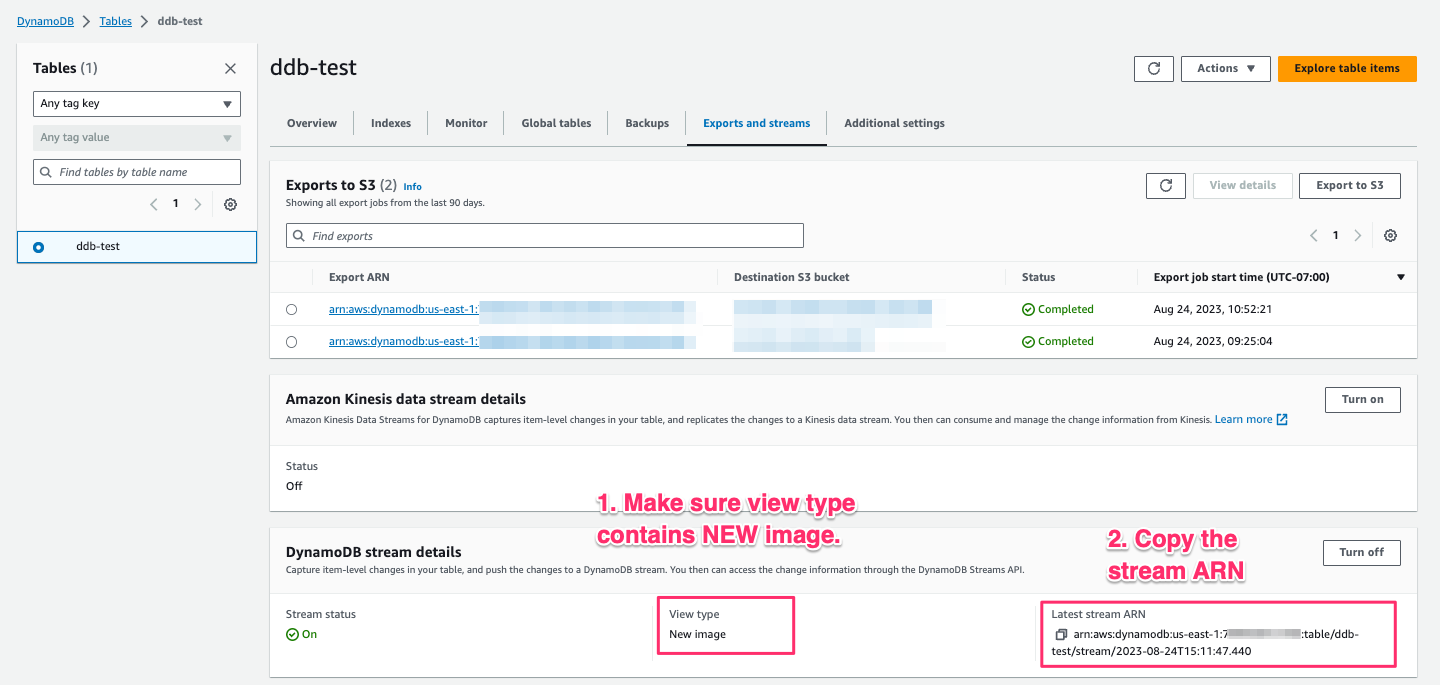 DynamoDB > Tables > ddb-test
Tables (1)
Any tag key
Any tag value
Find tables by table name
1
ddb-test
ddb-test
Actions
Explore table items
Overview
Indexes
Monitor
Global tables
Backups
Exports and streams
Additional settings
Exports to S3 (2) Info
Showing all export jobs from the last 90 days.
View details
Export to S3
Find exports
1
Export ARN
Destination S3 bucket
Status
Export job start time (UTC-07:00)
arn:aws:dynamodb:us-east-1:
Completed
Aug 24, 2023, 10:52:21
arn:aws:dynamodb:us-east-1:
Completed
Aug 24, 2023, 09:25:04
Amazon Kinesis data stream details
Turn on
Amazon Kinesis Data Streams for DynamoDB captures item-level changes in your table, and replicates the changes to a Kinesis data stream. You then can consume and manage the change information from Kinesis. Learn more
Status
Off
1. Make sure view type
contains NEW image.
2. Copy the
stream ARN
DynamoDB stream details
Turn off
Capture item-level changes in your table, and push the changes to a DynamoDB stream. You then can access the change information through the DynamoDB Streams API.
Stream status
On
View type
New image
Latest stream ARN
arn:aws:dynamodb:us-east-1:7 :table/ddb-
test/stream/2023-08-24T15:11:47.440